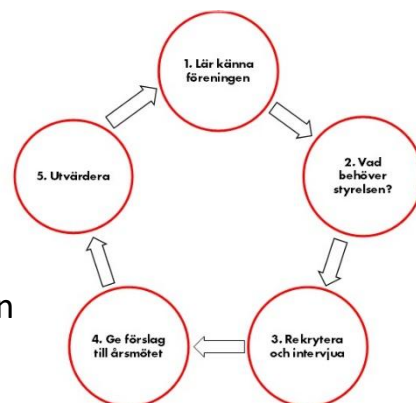 1. Lär känna
föreningen
2. Vad
behöver
styrelsen?
3. Rekrytera
och intervjua
4. Ge förslag
till årsmötet
5. Utvärdera
n